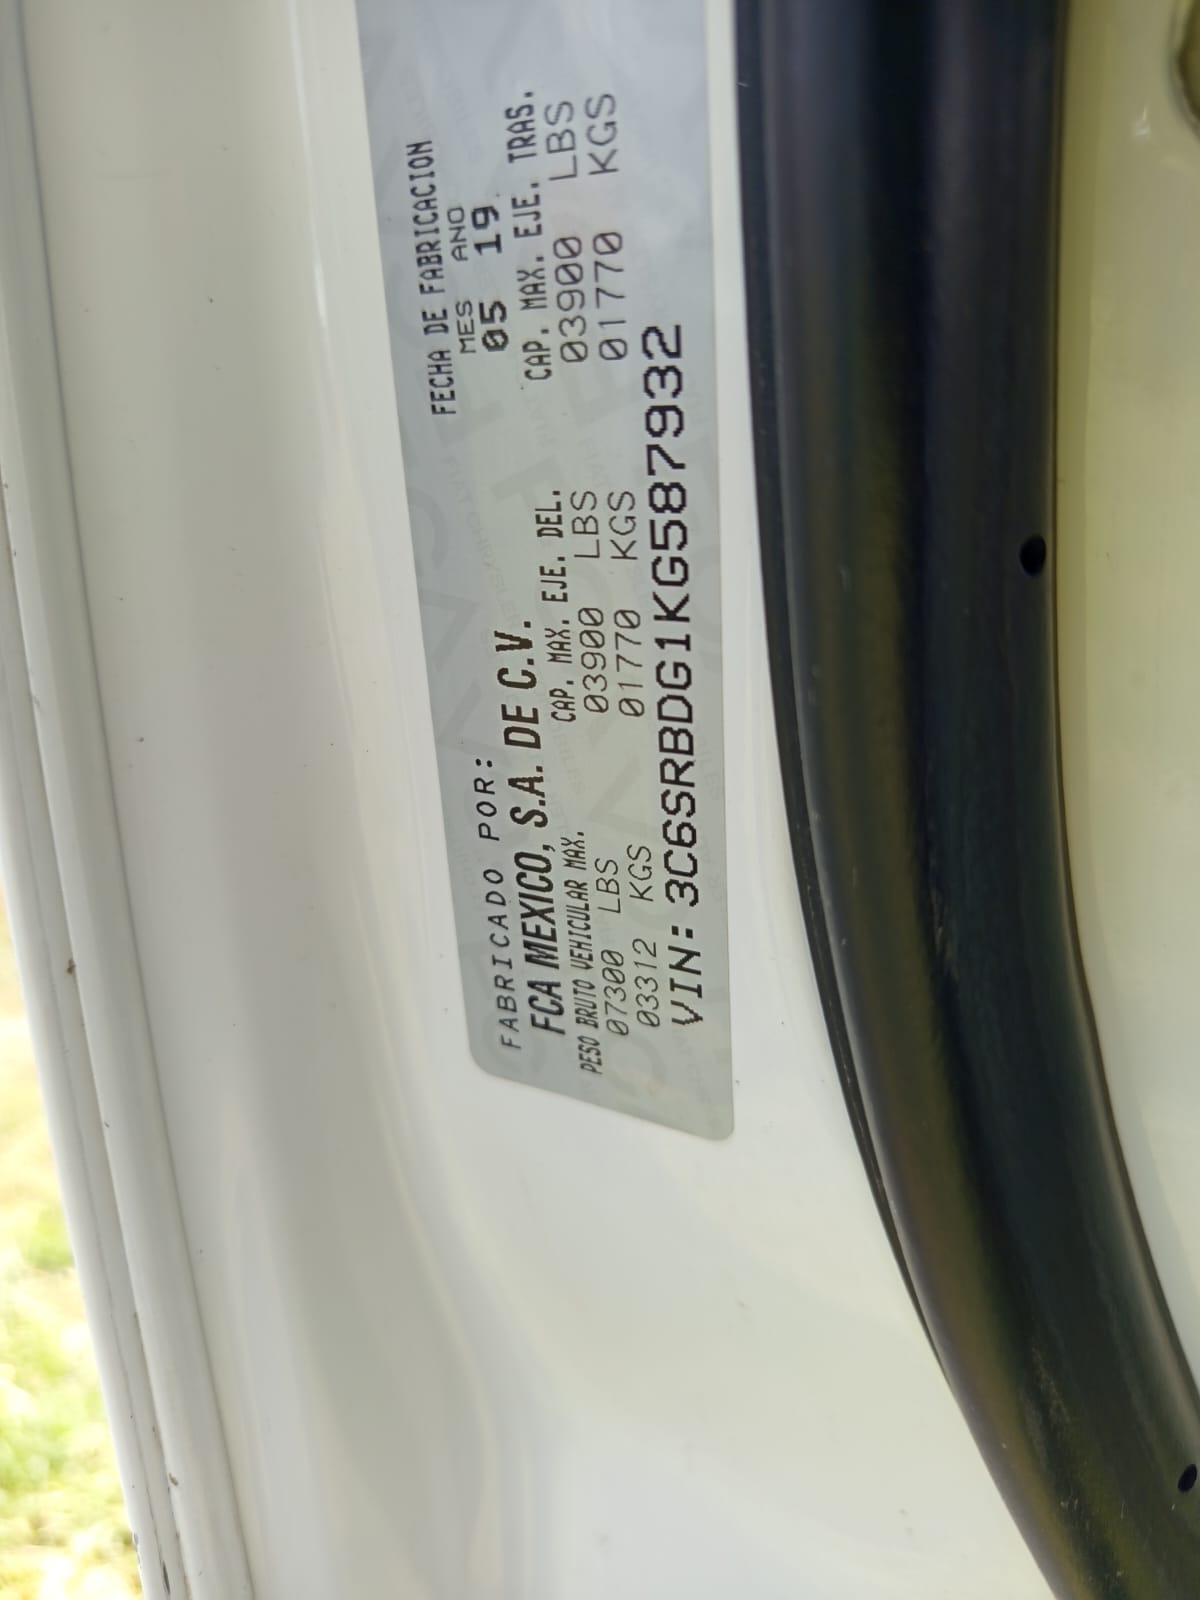 FABRICADO POR:
FECHA DE FABRICACION
FCA MEXICO, S.A. DE C.V.
MES ANO
05 19
PESO BRUTO VEHICULAR MAX. CAP. MAX. EJE. DEL. CAP. MAX. EJE. TRAS.
07300 LBS 03900 LBS 03900 LBS
03312 KGS 01770 KGS 01770 KGS
VIN: 3C6SRBDG1KG587932